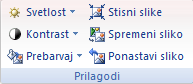 Svetlost Stisni slike
Kontrast Spremeni sliko
Prebarvaj Ponastavi sliko
Prilagodi